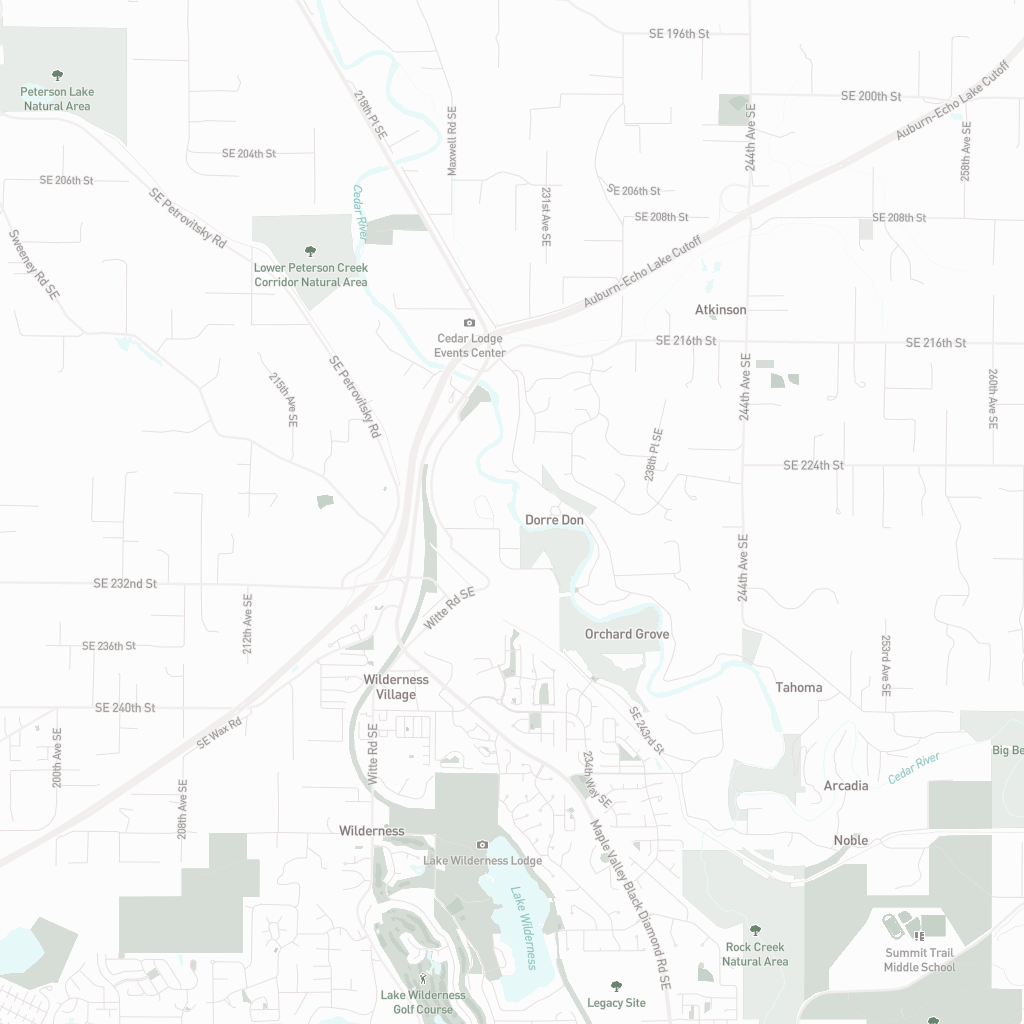 SE 196th St
Peterson Lake
Natural Area
218th Pl SE
Maxwell Rd SE
SE 200th St
Auburn-Echo Lake Cutoff
244th Ave SE
258th Ave SE
SE 204th St
SE 206th St
SE Petrovitsky Rd
Cedar River
231st Ave SE
SE 206th St
SE 208th St
SE 208th St
Sweeney Rd SE
Lower Peterson Creek
Corridor Natural Area
Auburn-Echo Lake Cutoff
Atkinson
Cedar Lodge
Events Center
SE 216th St
SE 216th St
215th Ave SE
SE Petrovitsky Rd
244th Ave SE
260th Ave SE
238th Pl SE
SE 224th St
Dorre Don
SE 232nd St
212th Ave SE
Witte Rd SE
244th Ave SE
Orchard Grove
SE 236th St
253rd Ave SE
Wilderness
Village
Tahoma
SE 240th St
SE Wax Rd
200th Ave SE
Witte Rd SE
SE 243rd St
208th Ave SE
234th Way SE
Cedar River
Big Be
Arcadia
Wilderness
Noble
Lake Wilderness Lodge
Maple Valley Black Diamond Rd SE
Lake Wilderness
Rock Creek
Natural Area
Summit Trail
Middle School
Lake Wilderness
Golf Course
Legacy Site